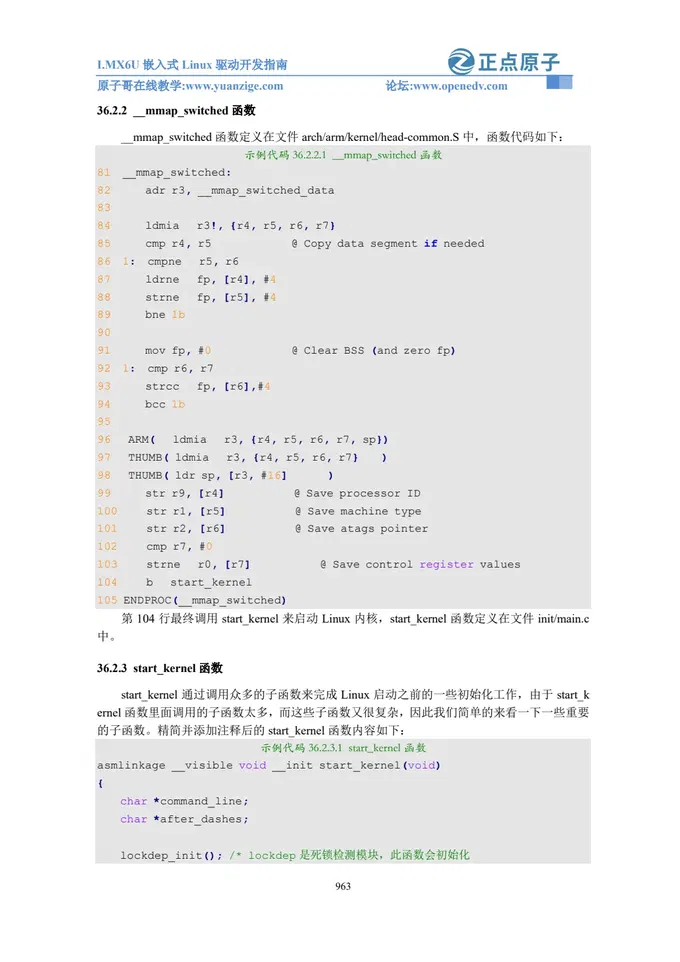 I.MX6U 嵌入式 Linux 驱动开发指南
正点原子
原子哥在线教学:www.yuanzige.com 论坛:www.openedv.com
36.2.2 __mmap_switched 函数
__mmap_switched 函数定义在文件 arch/arm/kernel/head-common.S 中，函数代码如下：
示例代码 36.2.2.1 __mmap_switched 函数
81 __mmap_switched:
82 adr r3, __mmap_switched_data
83
84 ldmia r3!, {r4, r5, r6, r7}
85 cmp r4, r5 @ Copy data segment if needed
86 1: cmpne r5, r6
87 ldrne fp, [r4], #4
88 strne fp, [r5], #4
89 bne 1b
90
91 mov fp, #0 @ Clear BSS (and zero fp)
92 1: cmp r6, r7
93 strcc fp, [r6],#4
94 bcc 1b
95
96 ARM( ldmia r3, {r4, r5, r6, r7, sp})
97 THUMB( ldmia r3, {r4, r5, r6, r7} )
98 THUMB( ldr sp, [r3, #16] )
99 str r9, [r4] @ Save processor ID
100 str r1, [r5] @ Save machine type
101 str r2, [r6] @ Save atags pointer
102 cmp r7, #0
103 strne r0, [r7] @ Save control register values
104 b start_kernel
105 ENDPROC(__mmap_switched)
第 104 行最终调用 start_kernel 来启动 Linux 内核，start_kernel 函数定义在文件 init/main.c
中。
36.2.3 start_kernel 函数
start_kernel 通过调用众多的子函数来完成 Linux 启动之前的一些初始化工作，由于 start_k
ernel 函数里面调用的子函数太多，而这些子函数又很复杂，因此我们简单的来看一下一些重要
的子函数。精简并添加注释后的 start_kernel 函数内容如下：
示例代码 36.2.3.1 start_kernel 函数
asmlinkage __visible void __init start_kernel(void)
{
char *command_line;
char *after_dashes;
lockdep_init(); /* lockdep 是死锁检测模块，此函数会初始化
963